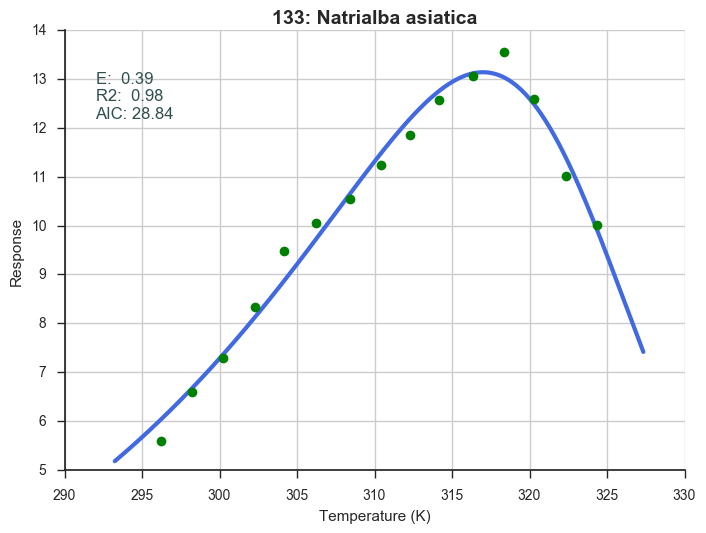 133: Natrialba asiatica
14
13
12
11
10
9
8
7
6
5
E:  0.39
R2:  0.98
AIC: 28.84
Response
290 295 300 305 310 315 320 325 330
Temperature (K)